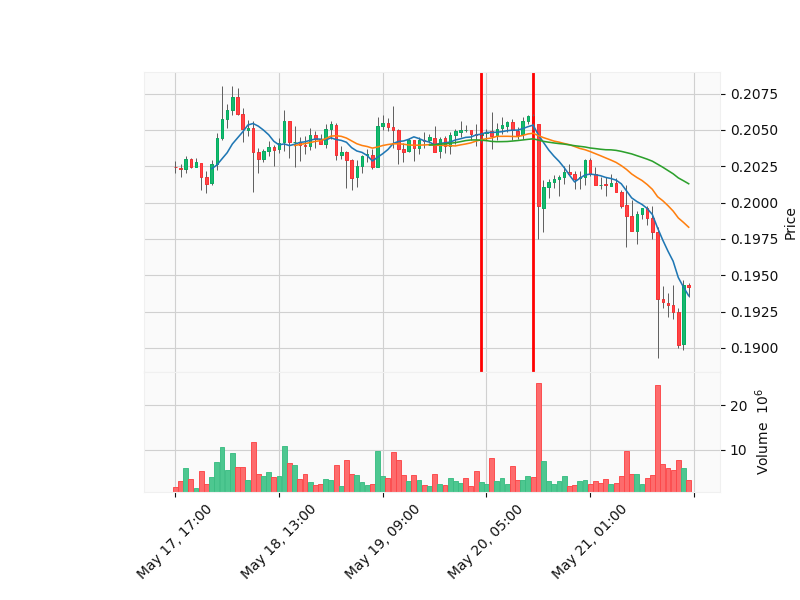 0.2075
0.2050
0.2025
0.2000
0.1975
0.1950
0.1925
0.1900
Price
20
10
Volume 10⁶
May 17, 17:00
May 18, 13:00
May 19, 09:00
May 20, 05:00
May 21, 01:00